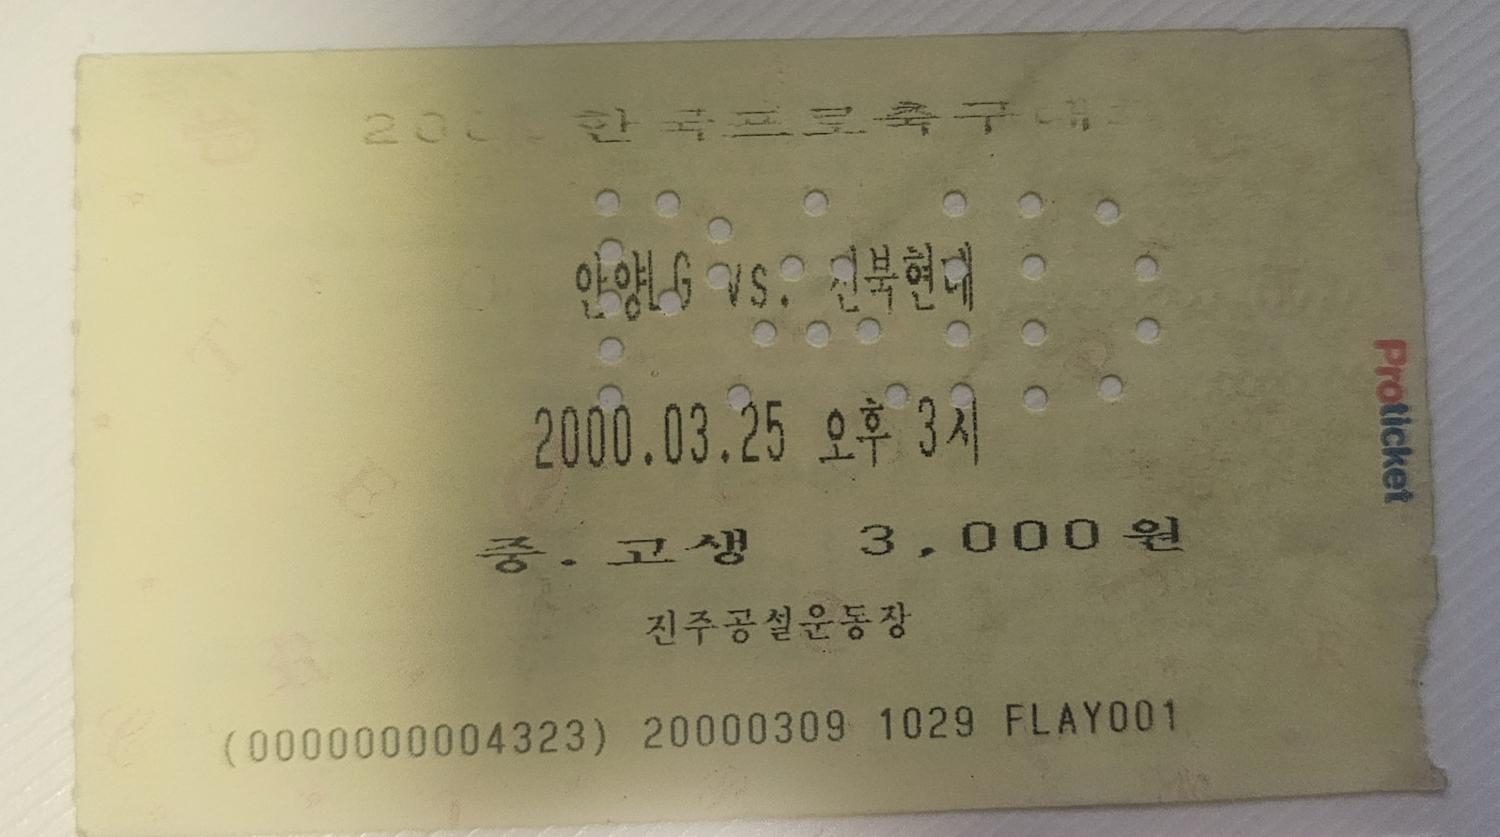 한국프로축구대
안양LG vs. 전북현대
2000.03.25 오후 3시
중.고생 3,000원
진주공설운동장
(0000000004323) 20000309 1029 FLAY001
Proticket